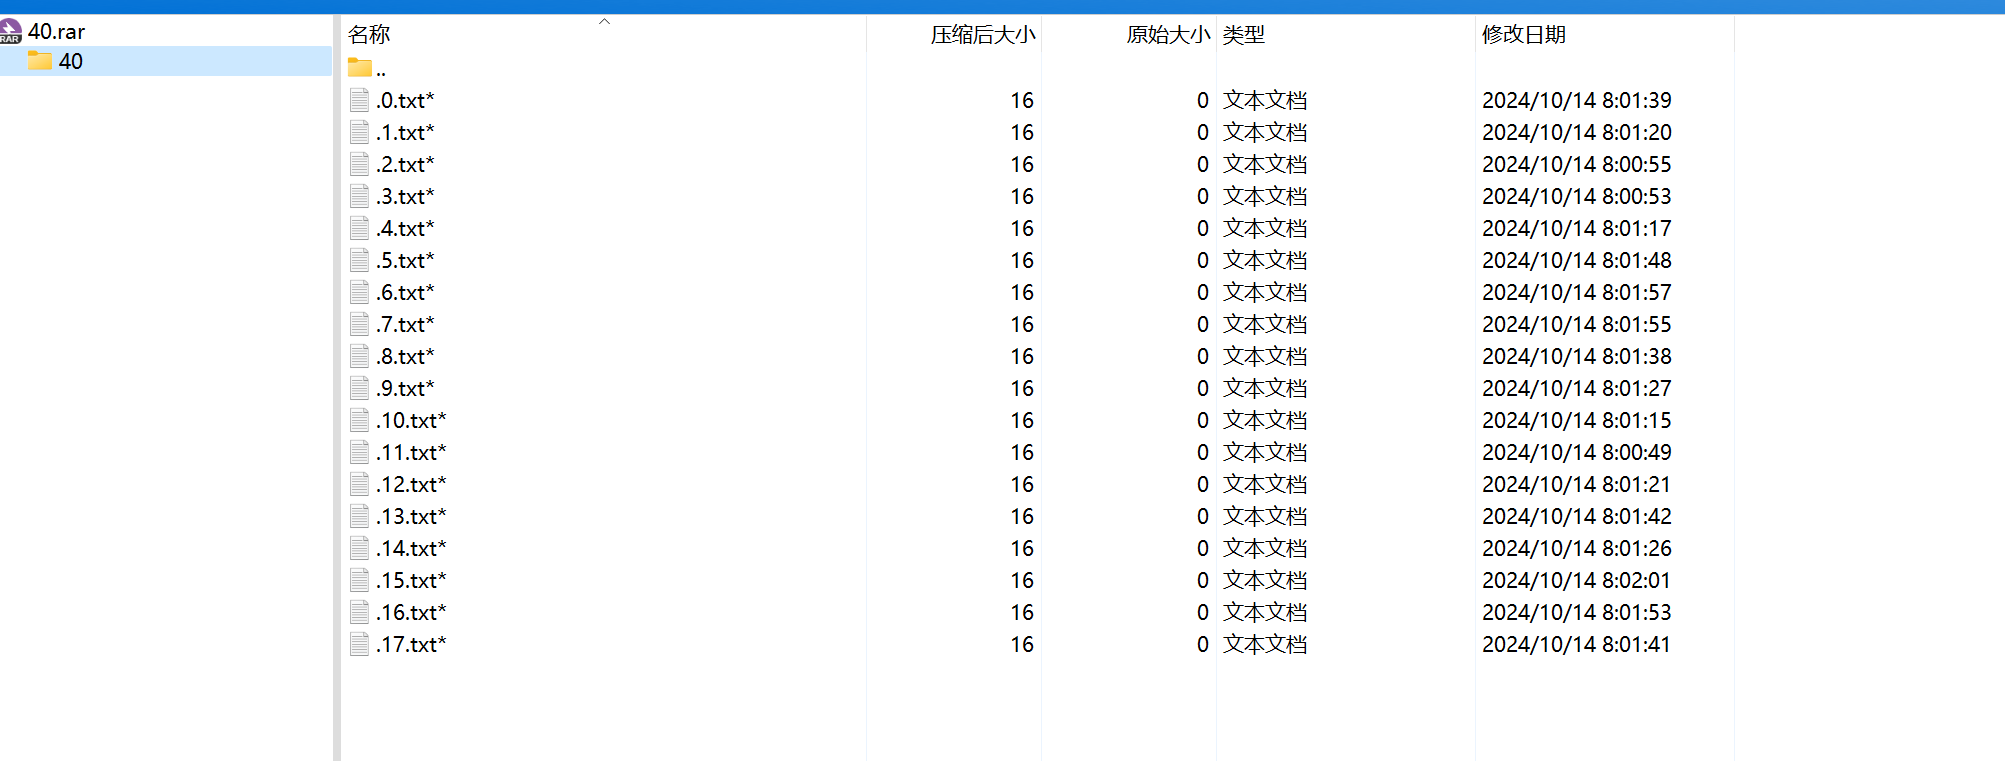 40.rar
40
名称 压缩后大小 原始大小 类型 修改日期
..
.0.txt* 16 0 文本文档 2024/10/14 8:01:39
.1.txt* 16 0 文本文档 2024/10/14 8:01:20
.2.txt* 16 0 文本文档 2024/10/14 8:00:55
.3.txt* 16 0 文本文档 2024/10/14 8:00:53
.4.txt* 16 0 文本文档 2024/10/14 8:01:17
.5.txt* 16 0 文本文档 2024/10/14 8:01:48
.6.txt* 16 0 文本文档 2024/10/14 8:01:57
.7.txt* 16 0 文本文档 2024/10/14 8:01:55
.8.txt* 16 0 文本文档 2024/10/14 8:01:38
.9.txt* 16 0 文本文档 2024/10/14 8:01:27
.10.txt* 16 0 文本文档 2024/10/14 8:01:15
.11.txt* 16 0 文本文档 2024/10/14 8:00:49
.12.txt* 16 0 文本文档 2024/10/14 8:01:21
.13.txt* 16 0 文本文档 2024/10/14 8:01:42
.14.txt* 16 0 文本文档 2024/10/14 8:01:26
.15.txt* 16 0 文本文档 2024/10/14 8:02:01
.16.txt* 16 0 文本文档 2024/10/14 8:01:53
.17.txt* 16 0 文本文档 2024/10/14 8:01:41